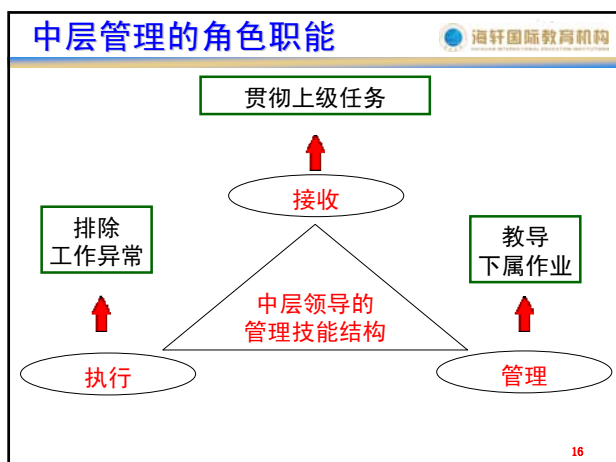 中层管理的角色职能
海轩国际教育机构
贯彻上级任务
接收
排除
工作异常
教导
下属作业
中层领导的
管理技能结构
执行
管理
16